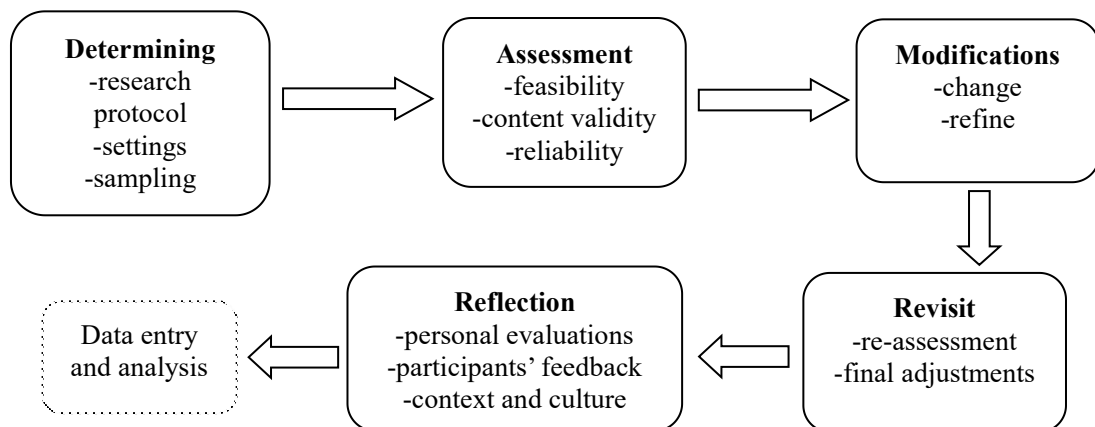 Determining
-research
protocol
-settings
-sampling
Assessment
-feasibility
-content validity
-reliability
Modifications
-change
-refine
Revisit
-re-assessment
-final adjustments
Reflection
-personal evaluations
-participants’ feedback
-context and culture
Data entry
and analysis